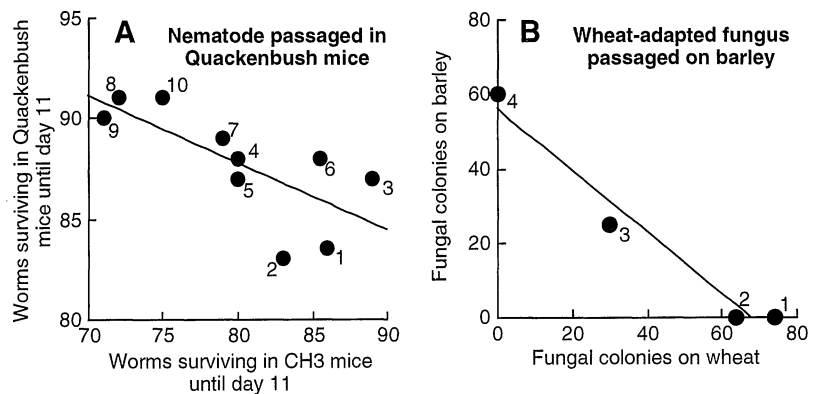 A
Nematode passaged in
Quackenbush mice
Worms surviving in Quackenbush
mice until day 11
95
90
85
80
8
10
9
7
4
5
6
3
2
1
70
75
80
85
90
Worms surviving in CH3 mice
until day 11
B
Wheat-adapted fungus
passaged on barley
Fungal colonies on barley
80
60
40
20
0
4
3
2
1
0
20
40
60
80
Fungal colonies on wheat